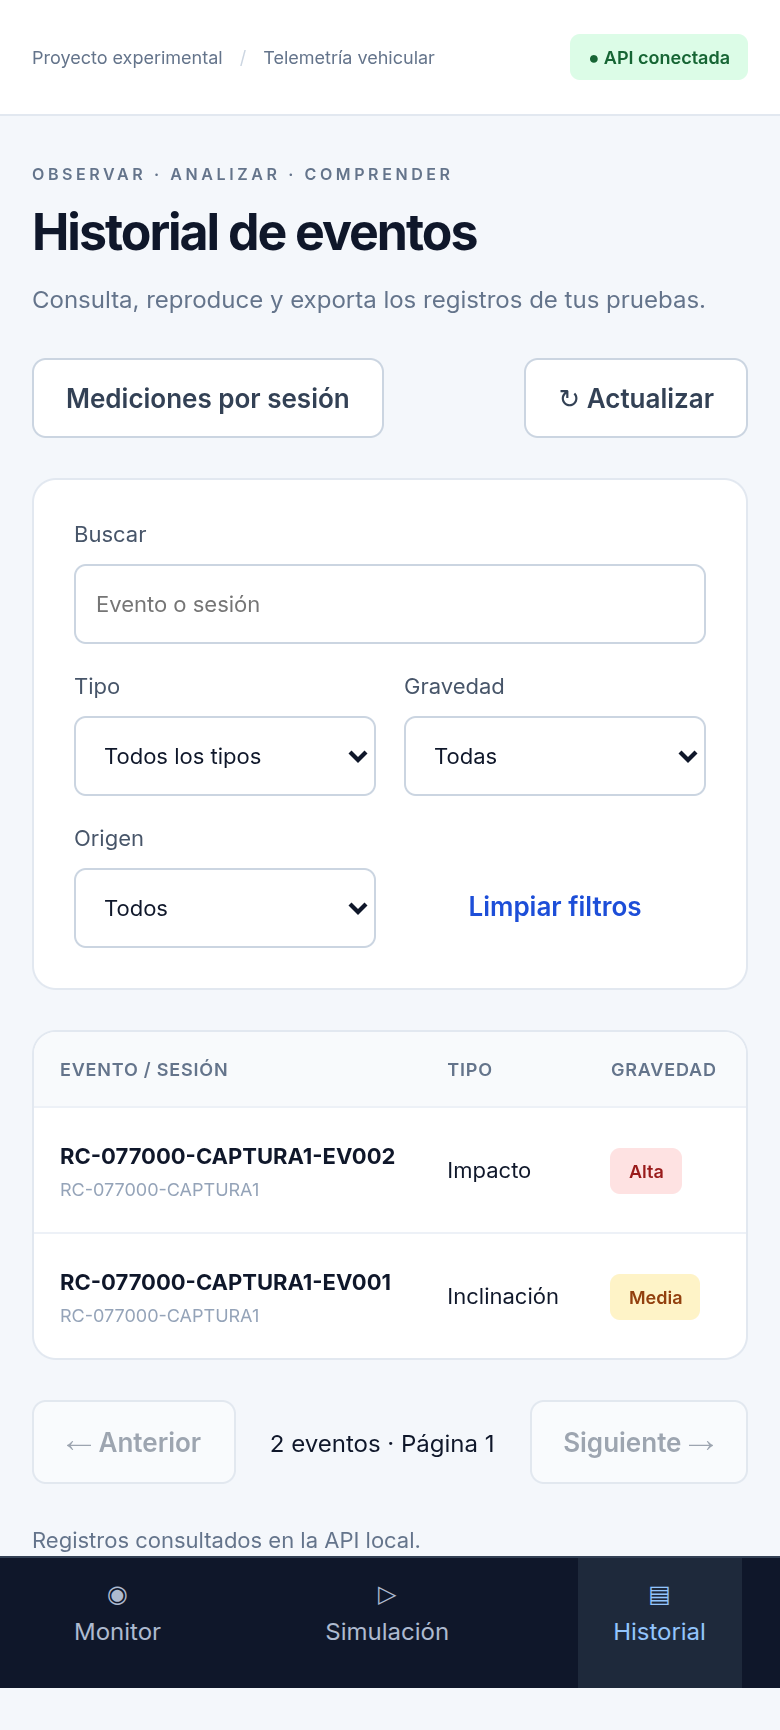 Proyecto experimental / Telemetría vehicular
● API conectada
OBSERVAR · ANALIZAR · COMPRENDER
Historial de eventos
Consulta, reproduce y exporta los registros de tus pruebas.
Mediciones por sesión
↻ Actualizar
Buscar
Evento o sesión
Tipo
Gravedad
Todos los tipos
Todas
Origen
Todos
Limpiar filtros
EVENTO / SESIÓN TIPO GRAVEDAD
RC-077000-CAPTURA1-EV002
RC-077000-CAPTURA1
Impacto
Alta
RC-077000-CAPTURA1-EV001
RC-077000-CAPTURA1
Inclinación
Media
← Anterior
2 eventos · Página 1
Siguiente →
Registros consultados en la API local.
Monitor
Simulación
Historial